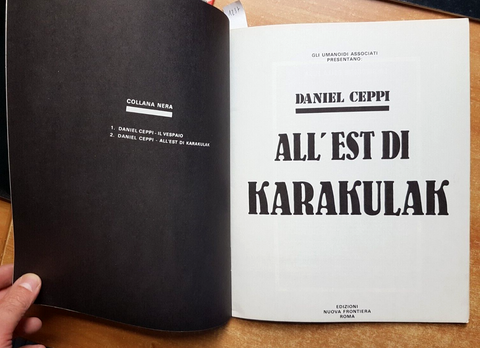 COLLANA NERA
1. DANIEL CEPPI - IL VESPAIO
2. DANIEL CEPPI - ALL'EST DI KARAKULAK
GLI UMANOIDI ASSOCIATI
PRESENTANO
DANIEL CEPPI
ALL'EST DI
KARAKULAK
EDIZIONI
NUOVA FRONTIERA
ROMA